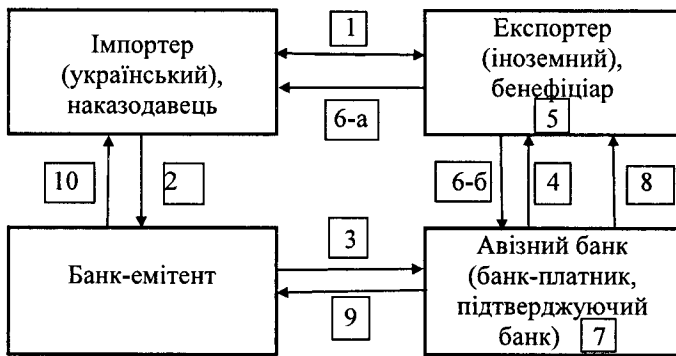 Імпортер
(український),
наказодавець
1
6-а
Експортер
(іноземний),
бенефіціар
5
10
2
6-б
4
8
Банк-емітент
3
9
Авізний банк
(банк-платник,
підтверджуючий
банк) 7